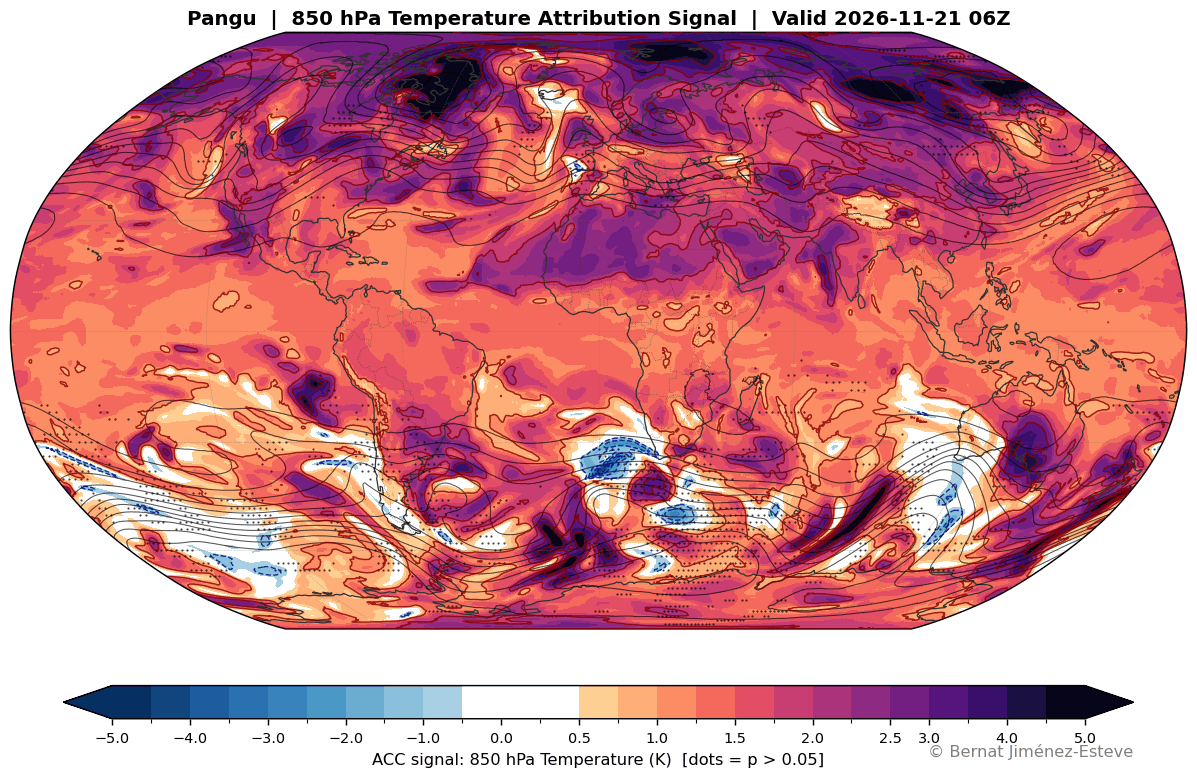 Pangu | 850 hPa Temperature Attribution Signal | Valid 2026-11-21 06Z
−5.0 −4.0 −3.0 −2.0 −1.0 0.0 0.5 1.0 1.5 2.0 2.5 3.0 4.0 5.0
ACC signal: 850 hPa Temperature (K) [dots = p > 0.05]
© Bernat Jiménez-Esteve